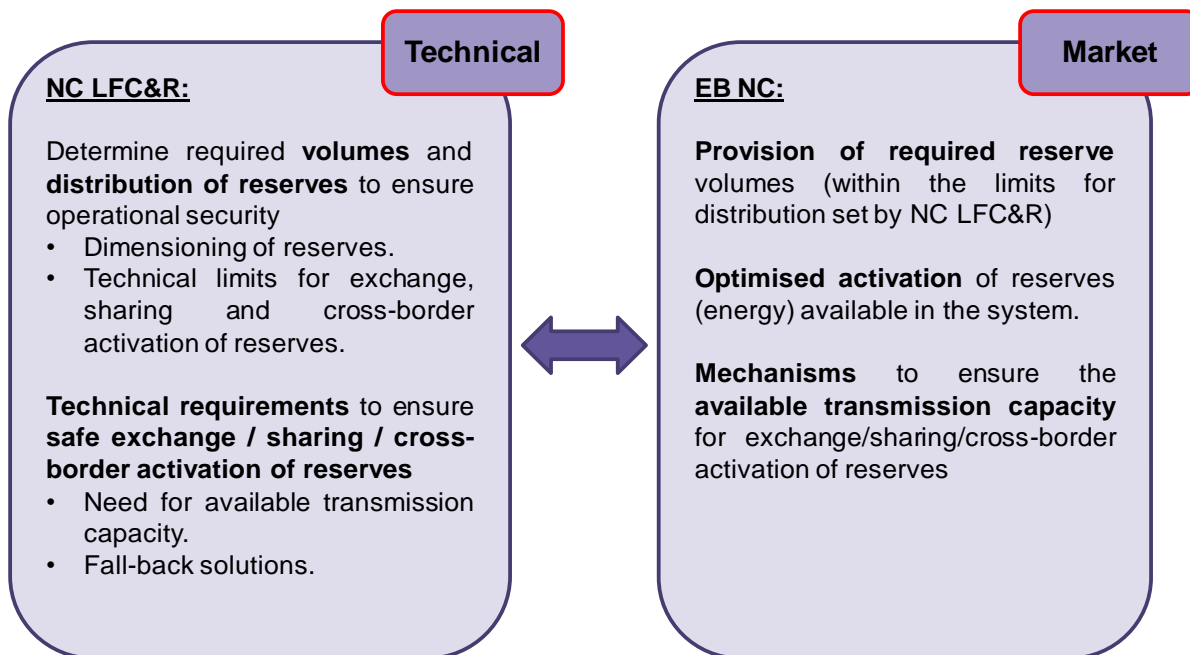 Technical
NC LFC&R:
Determine required volumes and
distribution of reserves to ensure
operational security
• Dimensioning of reserves.
• Technical limits for exchange,
sharing and cross-border
activation of reserves.
Technical requirements to ensure
safe exchange / sharing / cross-
border activation of reserves
• Need for available transmission
capacity.
• Fall-back solutions.
Market
EB NC:
Provision of required reserve
volumes (within the limits for
distribution set by NC LFC&R)
Optimised activation of reserves
(energy) available in the system.
Mechanisms to ensure the
available transmission capacity
for exchange/sharing/cross-border
activation of reserves